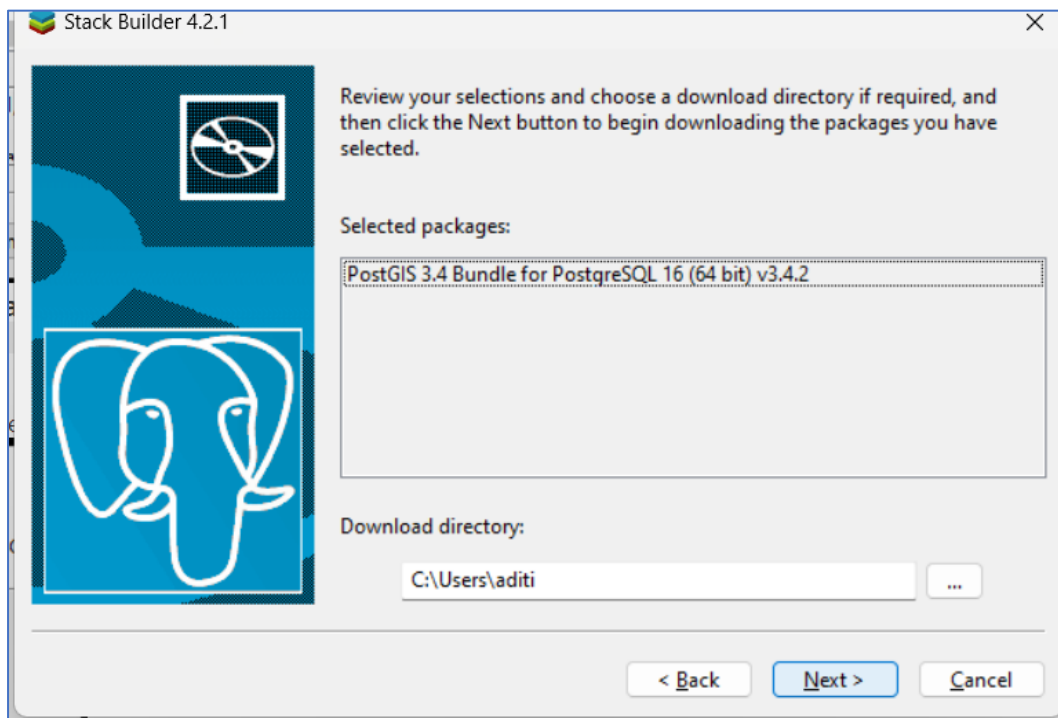 Stack Builder 4.2.1
Review your selections and choose a download directory if required, and
then click the Next button to begin downloading the packages you have
selected.
Selected packages:
PostGIS 3.4 Bundle for PostgreSQL 16 (64 bit) v3.4.2
Download directory:
C:\Users\aditi
...
< Back
Next >
Cancel